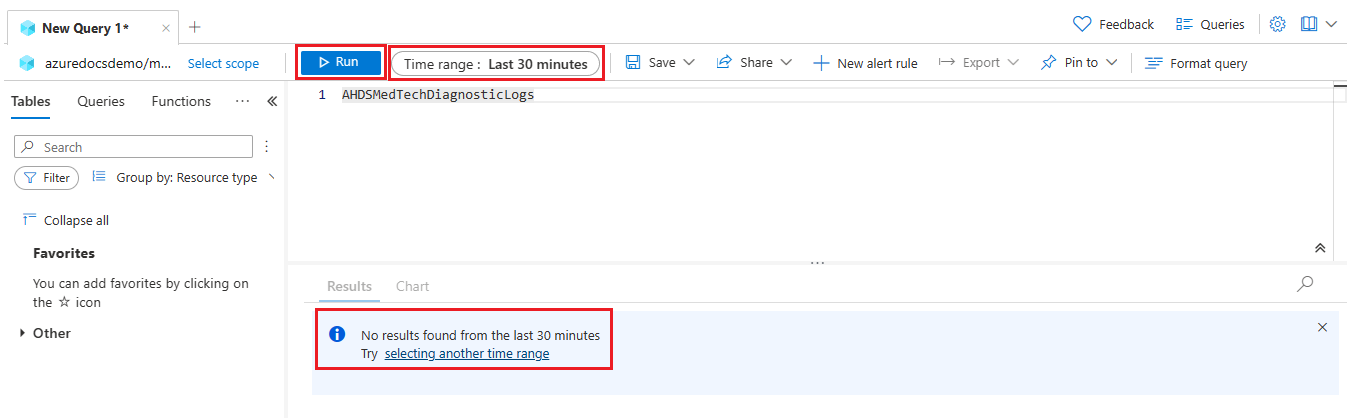 New Query 1*
Feedback
Queries
azuredocsdemo/m...
Select scope
Run
Time range : Last 30 minutes
Save
Share
New alert rule
Export
Pin to
Format query
Tables
Queries
Functions
1 AHDSMedTechDiagnosticLogs
Search
Filter
Group by: Resource type
Collapse all
Favorites
You can add favorites by clicking on
the ☆ icon
Other
Results
Chart
No results found from the last 30 minutes
Try selecting another time range